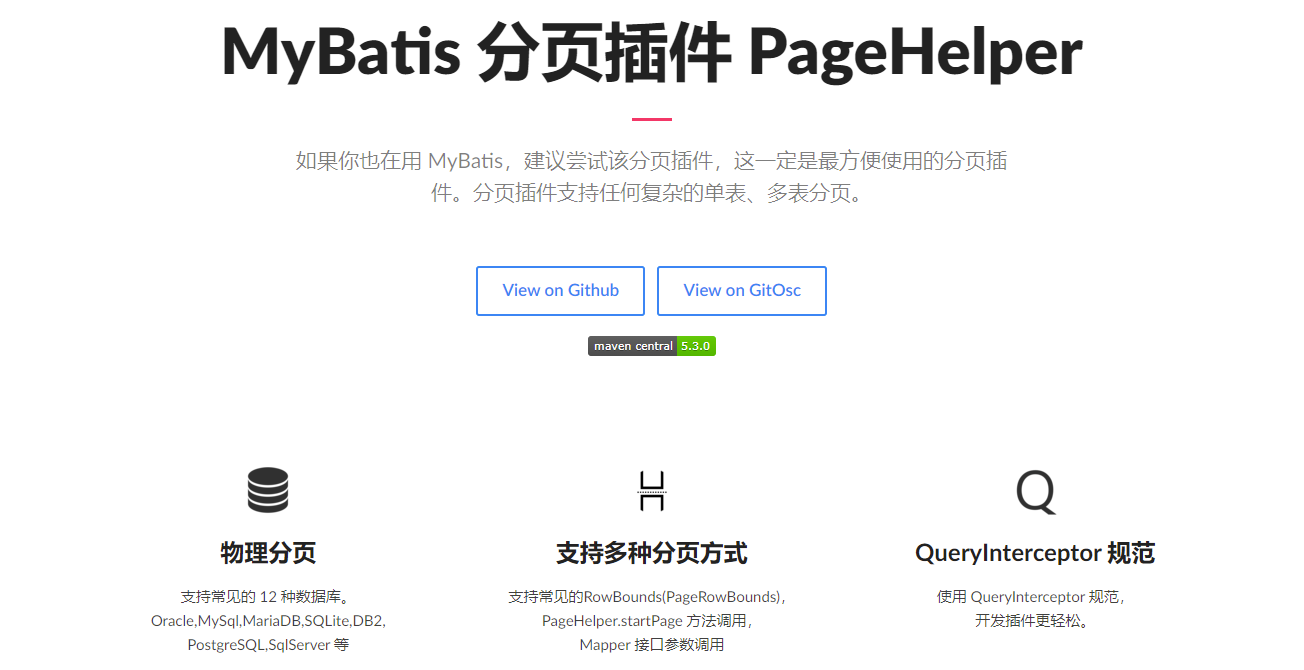 MyBatis 分页插件 PageHelper
如果你也在用 MyBatis，建议尝试该分页插件，这一定是最方便使用的分页插
件。分页插件支持任何复杂的单表、多表分页。
View on Github
View on GitOsc
maven central 5.3.0
物理分页
支持常见的 12 种数据库。
Oracle,MySql,MariaDB,SQLite,DB2,
PostgreSQL,SqlServer 等
支持多种分页方式
支持常见的RowBounds(PageRowBounds)，
PageHelper.startPage 方法调用，
Mapper 接口参数调用
QueryInterceptor 规范
使用 QueryInterceptor 规范，
开发插件更轻松。